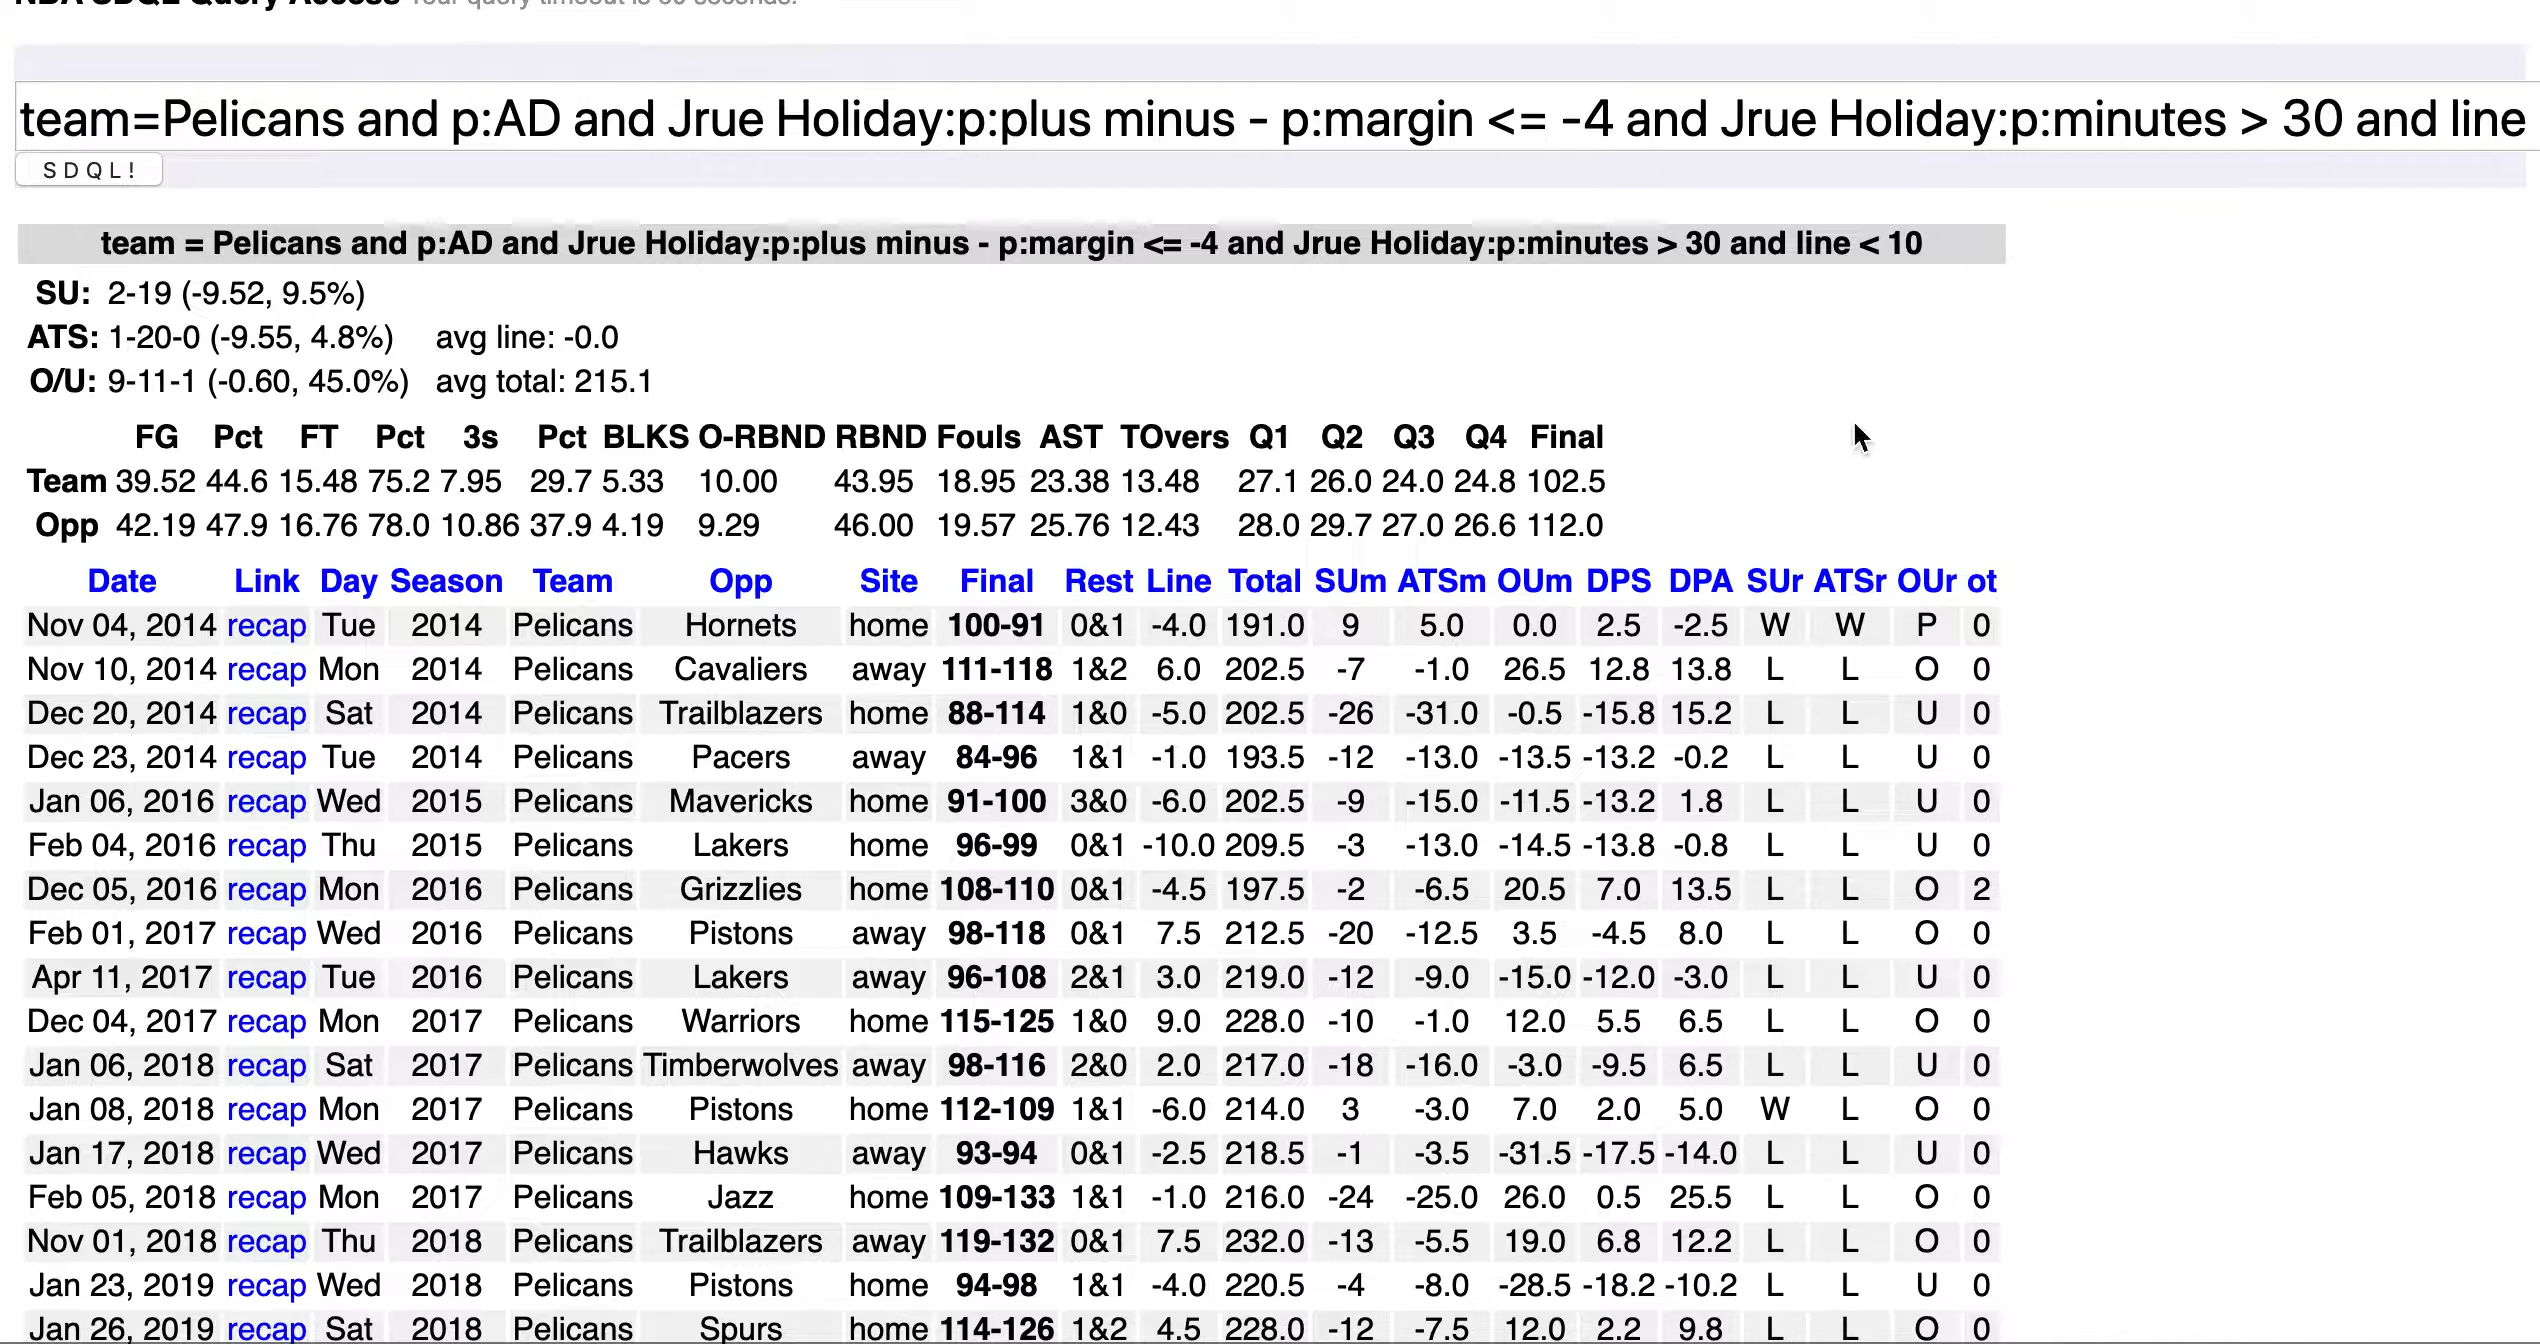 NBA SDQL Query Access Your query timeout is 60 seconds.
team=Pelicans and p:AD and Jrue Holiday:p:plus minus - p:margin <= -4 and Jrue Holiday:p:minutes > 30 and line
S D Q L !
team = Pelicans and p:AD and Jrue Holiday:p:plus minus - p:margin <= -4 and Jrue Holiday:p:minutes > 30 and line < 10
SU: 2-19 (-9.52, 9.5%)
ATS: 1-20-0 (-9.55, 4.8%) avg line: -0.0
O/U: 9-11-1 (-0.60, 45.0%) avg total: 215.1
FG Pct FT Pct 3s Pct BLKS O-RBND RBND Fouls AST TOvers Q1 Q2 Q3 Q4 Final
Team 39.52 44.6 15.48 75.2 7.95 29.7 5.33 10.00 43.95 18.95 23.38 13.48 27.1 26.0 24.0 24.8 102.5
Opp 42.19 47.9 16.76 78.0 10.86 37.9 4.19 9.29 46.00 19.57 25.76 12.43 28.0 29.7 27.0 26.6 112.0
Date Link Day Season Team Opp Site Final Rest Line Total SUm ATSm OUm DPS DPA SUr ATSr OUr ot
Nov 04, 2014 recap Tue 2014 Pelicans Hornets home 100-91 0&1 -4.0 191.0 9 5.0 0.0 2.5 -2.5 W W P 0
Nov 10, 2014 recap Mon 2014 Pelicans Cavaliers away 111-118 1&2 6.0 202.5 -7 -1.0 26.5 12.8 13.8 L L O 0
Dec 20, 2014 recap Sat 2014 Pelicans Trailblazers home 88-114 1&0 -5.0 202.5 -26 -31.0 -0.5 -15.8 15.2 L L U 0
Dec 23, 2014 recap Tue 2014 Pelicans Pacers away 84-96 1&1 -1.0 193.5 -12 -13.0 -13.5 -13.2 -0.2 L L U 0
Jan 06, 2016 recap Wed 2015 Pelicans Mavericks home 91-100 3&0 -6.0 202.5 -9 -15.0 -11.5 -13.2 1.8 L L U 0
Feb 04, 2016 recap Thu 2015 Pelicans Lakers home 96-99 0&1 -10.0 209.5 -3 -13.0 -14.5 -13.8 -0.8 L L U 0
Dec 05, 2016 recap Mon 2016 Pelicans Grizzlies home 108-110 0&1 -4.5 197.5 -2 -6.5 20.5 7.0 13.5 L L O 2
Feb 01, 2017 recap Wed 2016 Pelicans Pistons away 98-118 0&1 7.5 212.5 -20 -12.5 3.5 -4.5 8.0 L L O 0
Apr 11, 2017 recap Tue 2016 Pelicans Lakers away 96-108 2&1 3.0 219.0 -12 -9.0 -15.0 -12.0 -3.0 L L U 0
Dec 04, 2017 recap Mon 2017 Pelicans Warriors home 115-125 1&0 9.0 228.0 -10 -1.0 12.0 5.5 6.5 L L O 0
Jan 06, 2018 recap Sat 2017 Pelicans Timberwolves away 98-116 2&0 2.0 217.0 -18 -16.0 -3.0 -9.5 6.5 L L U 0
Jan 08, 2018 recap Mon 2017 Pelicans Pistons home 112-109 1&1 -6.0 214.0 3 -3.0 7.0 2.0 5.0 W L O 0
Jan 17, 2018 recap Wed 2017 Pelicans Hawks away 93-94 0&1 -2.5 218.5 -1 -3.5 -31.5 -17.5 -14.0 L L U 0
Feb 05, 2018 recap Mon 2017 Pelicans Jazz home 109-133 1&1 -1.0 216.0 -24 -25.0 26.0 0.5 25.5 L L O 0
Nov 01, 2018 recap Thu 2018 Pelicans Trailblazers away 119-132 0&1 7.5 232.0 -13 -5.5 19.0 6.8 12.2 L L O 0
Jan 23, 2019 recap Wed 2018 Pelicans Pistons home 94-98 1&1 -4.0 220.5 -4 -8.0 -28.5 -18.2 -10.2 L L U 0
Jan 26, 2019 recap Sat 2018 Pelicans Spurs home 114-126 1&2 4.5 228.0 -12 -7.5 12.0 2.2 9.8 L L O 0